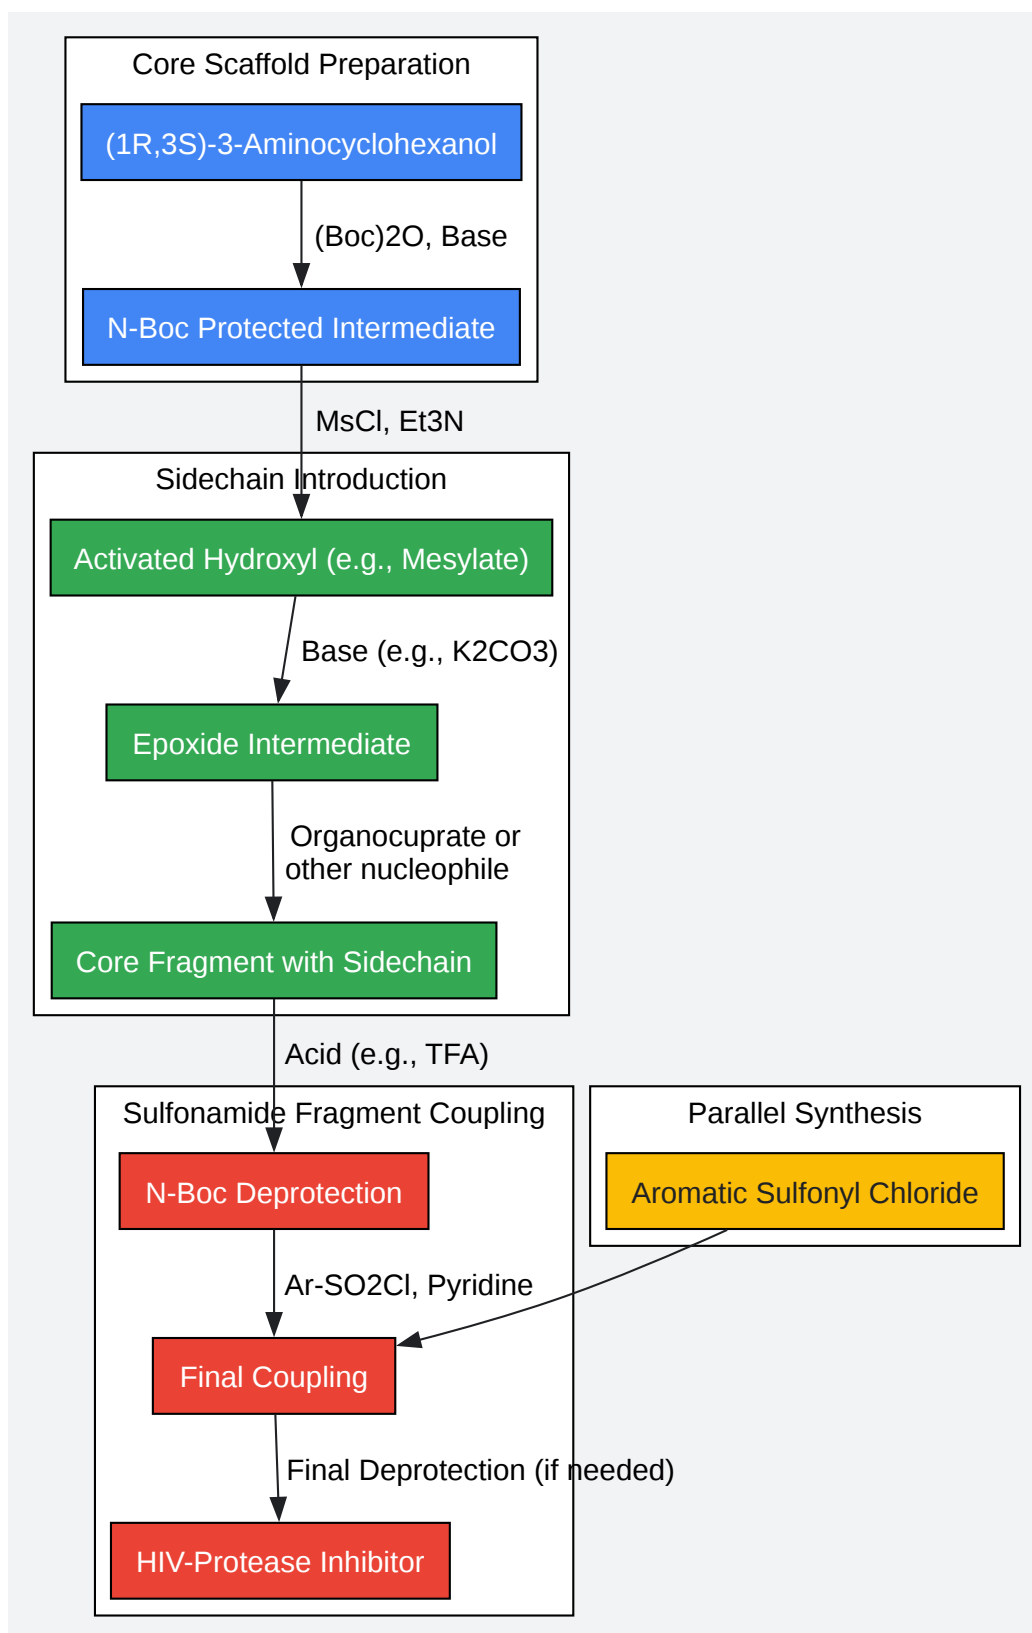 Core Scaffold Preparation
(1R,3S)-3-Aminocyclohexanol
(Boc)2O, Base
N-Boc Protected Intermediate
MsCl, Et3N
Sidechain Introduction
Activated Hydroxyl (e.g., Mesylate)
Base (e.g., K2CO3)
Epoxide Intermediate
Organocuprate or
other nucleophile
Core Fragment with Sidechain
Acid (e.g., TFA)
Sulfonamide Fragment Coupling
N-Boc Deprotection
Parallel Synthesis
Aromatic Sulfonyl Chloride
Ar-SO2Cl, Pyridine
Final Coupling
Final Deprotection (if needed)
HIV-Protease Inhibitor